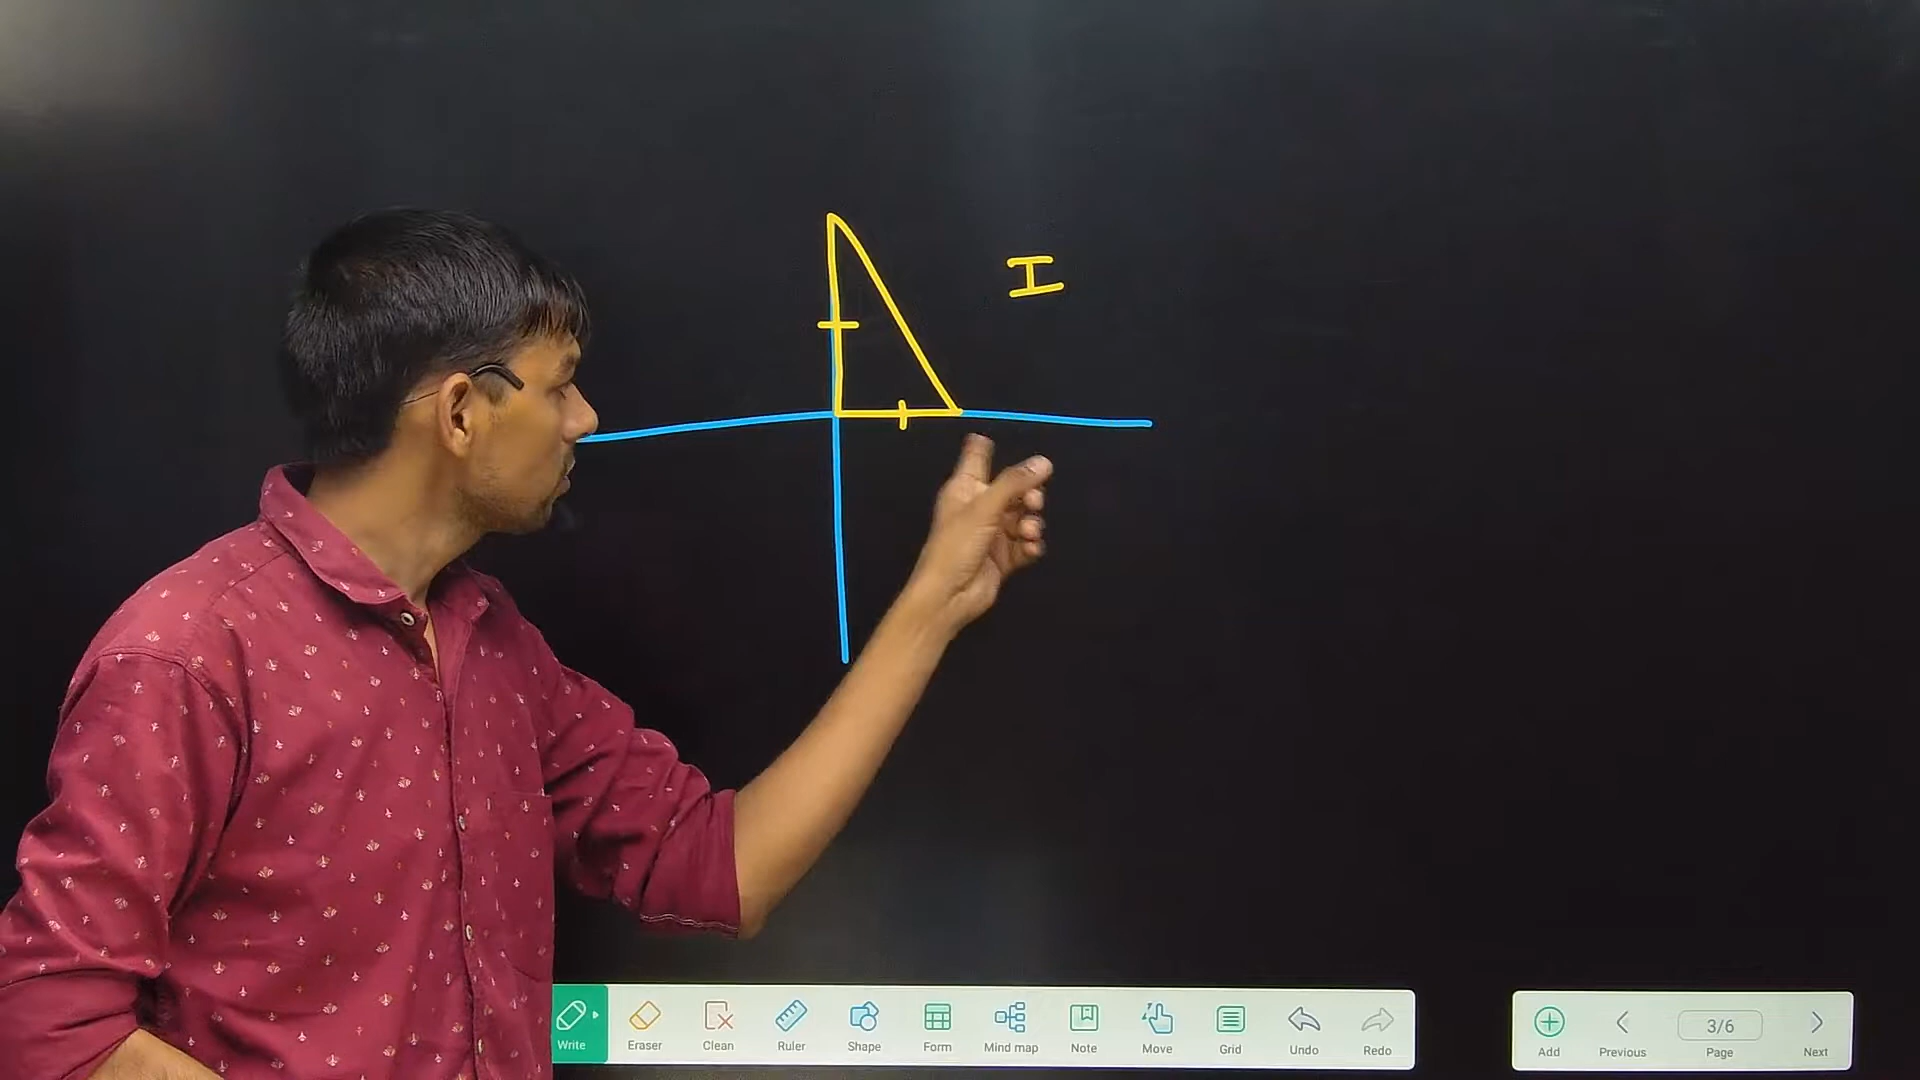 I
Write Eraser Clean Ruler Shape Form Mind map Note Move Grid Undo Redo
3/6
Add Previous Page Next